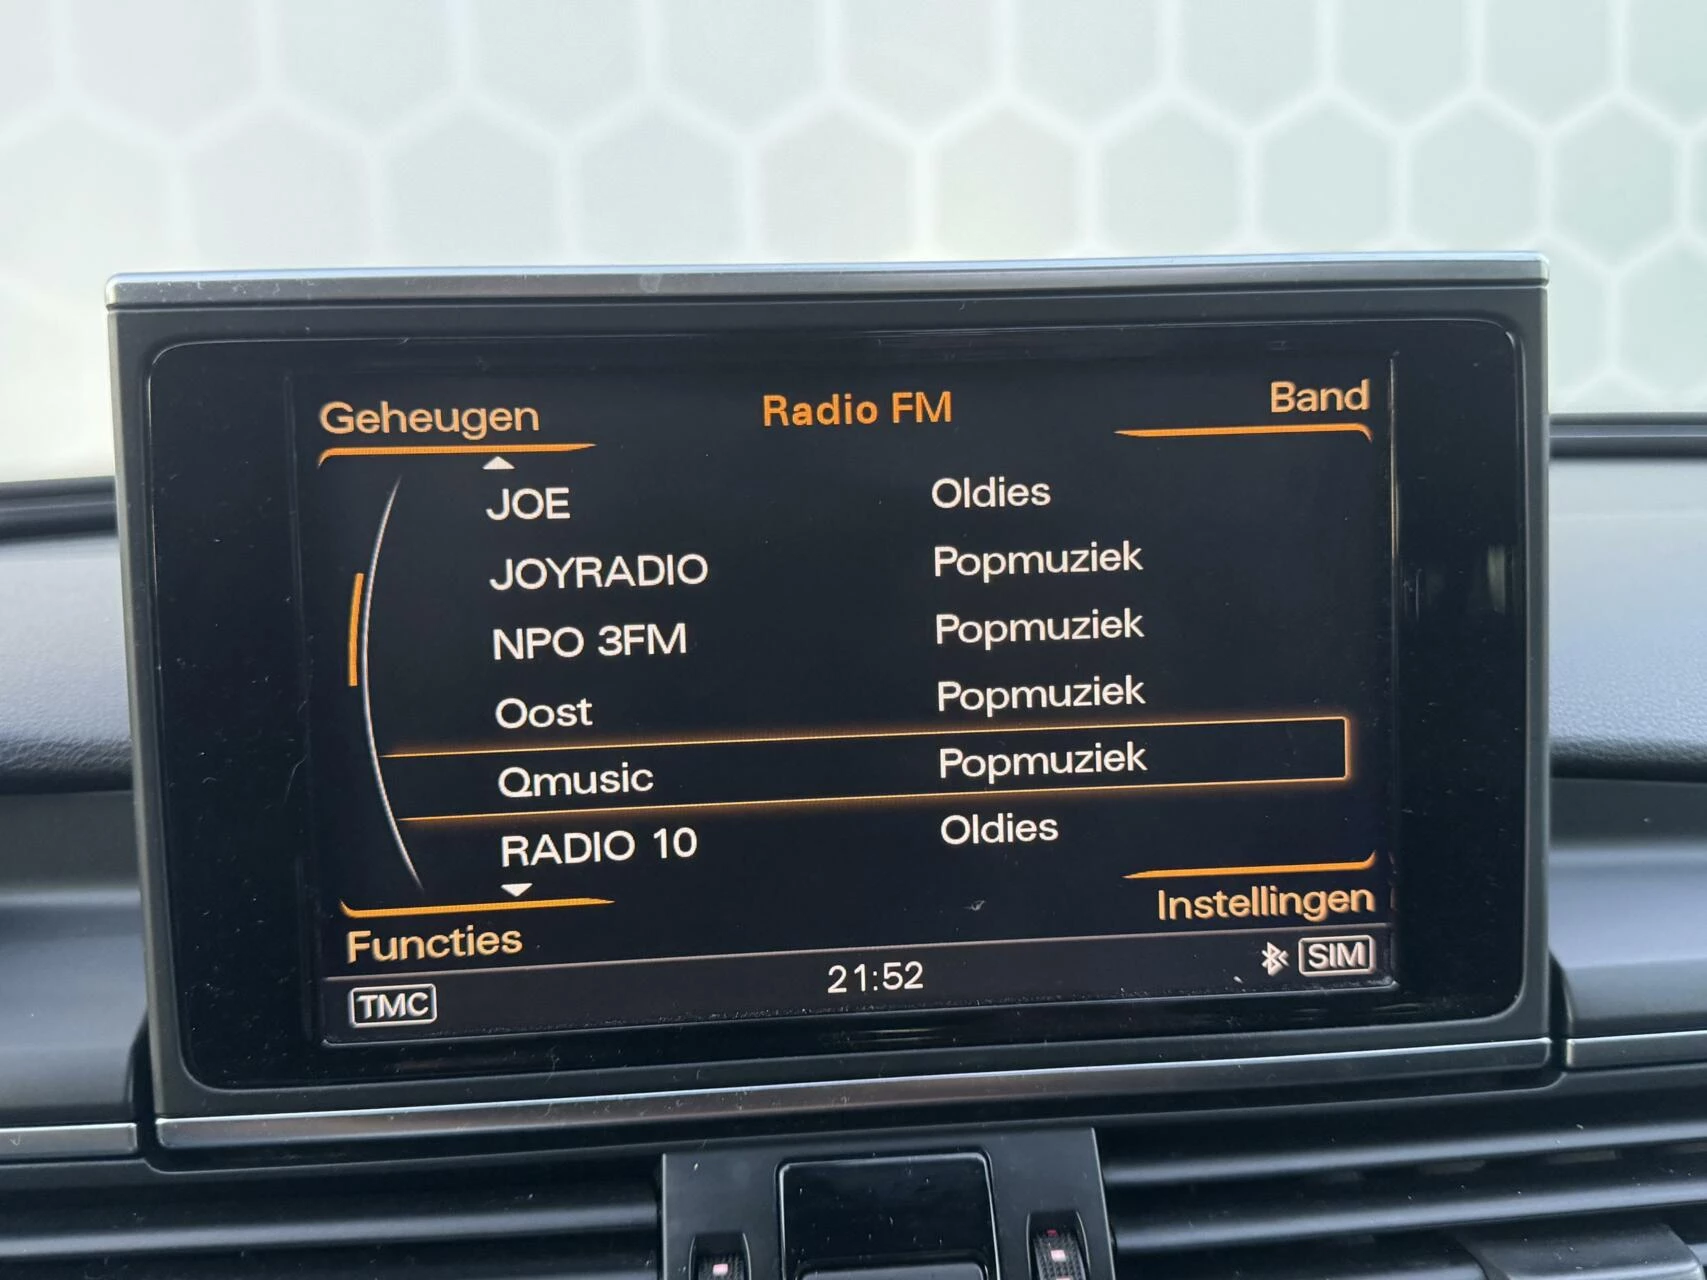 Geheugen Radio FM Band
JOE Oldies
JOYRADIO Popmuziek
NPO 3FM Popmuziek
Oost Popmuziek
Qmusic Popmuziek
RADIO 10 Oldies
Functies Instellingen
TMC 21:52 SIM